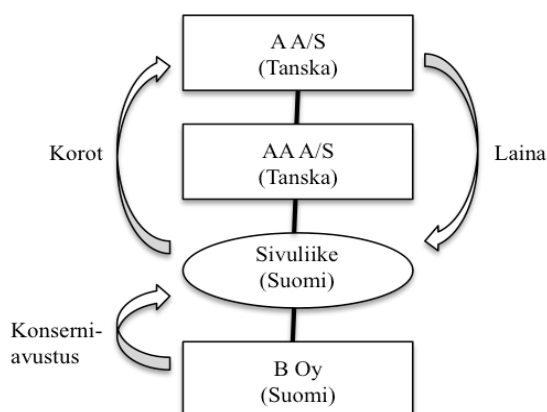 A A/S
(Tanska)
Korot
AA A/S
(Tanska)
Laina
Sivuliike
(Suomi)
Konserni-
avustus
B Oy
(Suomi)